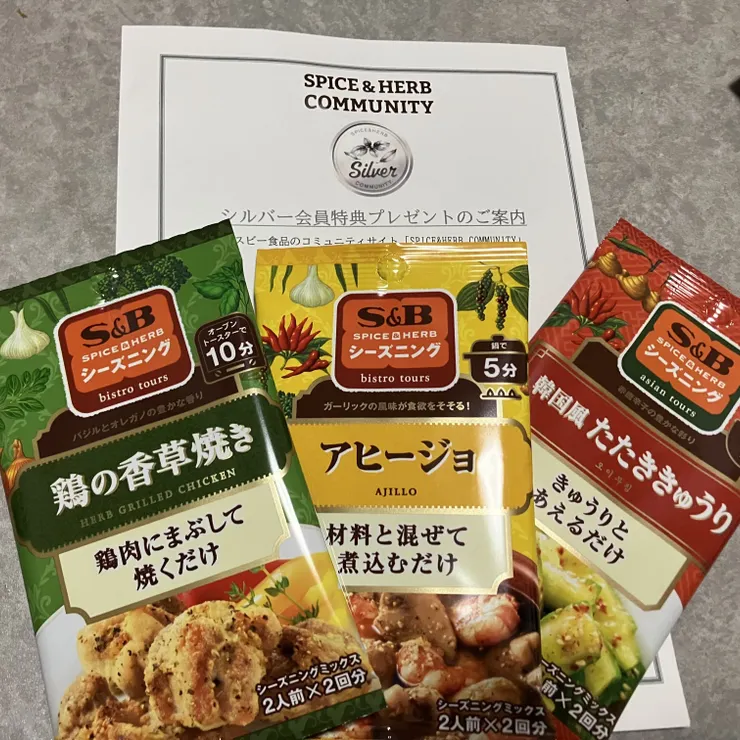 SPICE & HERB
COMMUNITY
SPICE&HERB
Silver
COMMUNITY
シルバー会員特典プレゼントのご案内
スビー食品のコミュニティサイト「SPICE&HERB COMMUNITY」
S&B
SPICE & HERB
シーズニング
bistro tours
オーブン
トースターで
10分
バジルとオレガノの豊かな香り
鶏の香草焼き
HERB GRILLED CHICKEN
鶏肉にまぶして
焼くだけ
シーズニングミックス
2人前×2回分
S&B
SPICE & HERB
シーズニング
bistro tours
鍋で
5分
ガーリックの風味が食欲をそそる!
アヒージョ
AJILLO
材料と混ぜて
煮込むだけ
シーズニングミックス
2人前×2回分
S&B
SPICE & HERB
シーズニング
asian tours
韓国風 たたききゅうり
오이무침
きゅうりと
あえるだけ
シーズニングミックス
2人前×2回分